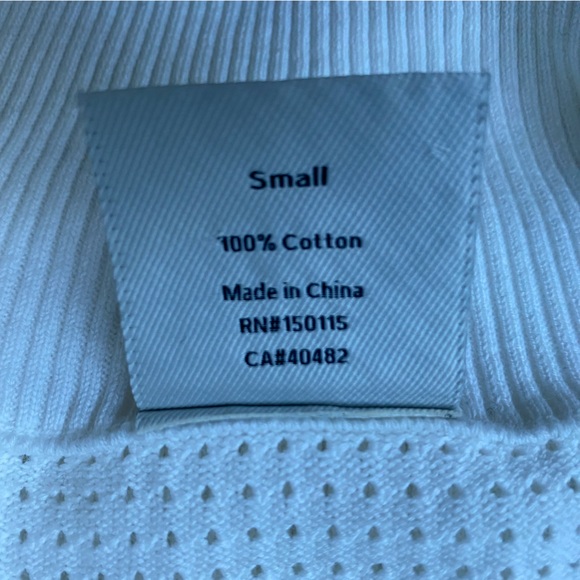 Small
100% Cotton
Made in China
RN#150115
CA#40482